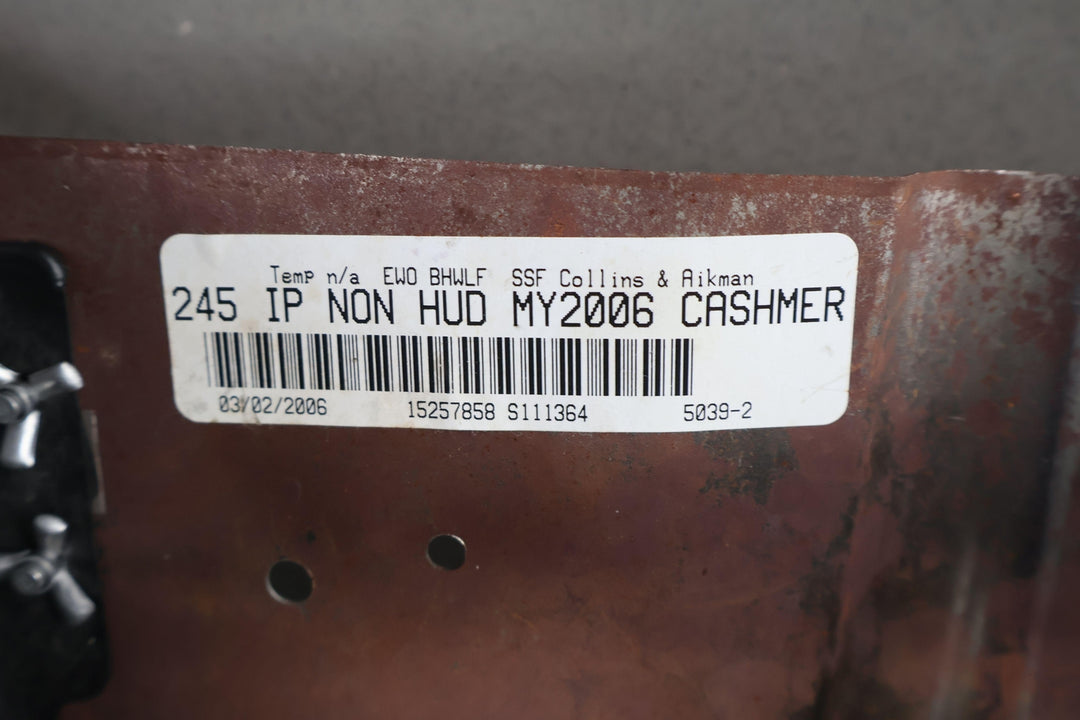 Temp n/a EWO BHWLF SSF Collins & Aikman
245 IP NON HUD MY2006 CASHMER
03/02/2006 15257858 S111364 5039-2